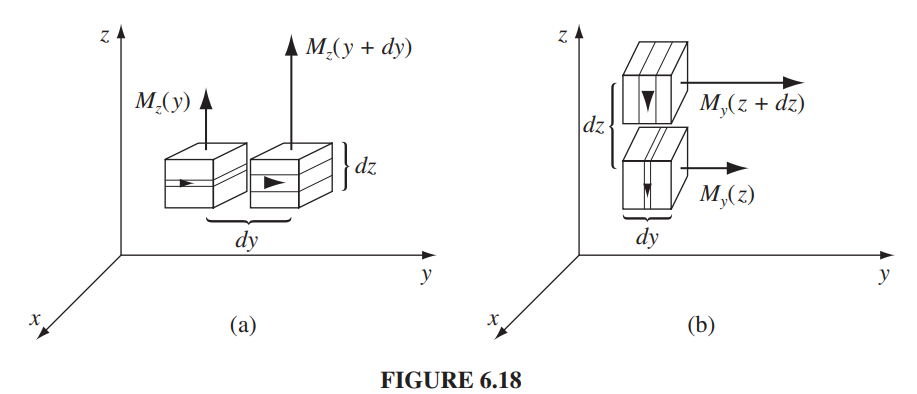 z
M_z(y + dy)
M_z(y)
dz
dy
y
x
(a)
z
M_y(z + dz)
dz
M_y(z)
dy
y
x
(b)
FIGURE 6.18